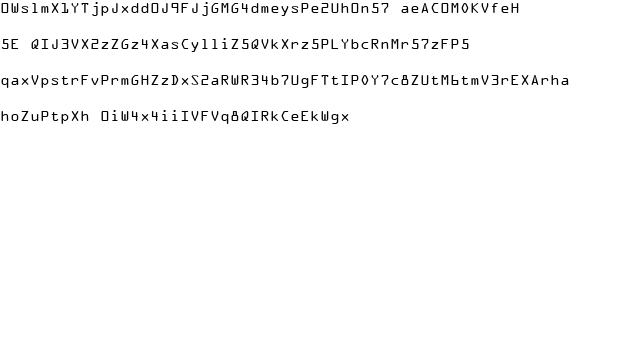 OWslmX1YTjpJxddOJ9FJjGMG4dmeysPe2UhOn57 aeACOM0KVfeH
5E QIJ3VX2zZGz4XasCylliZ5QVkXrz5PLYbcRnMr57zFP5
qaxVpstrFvPrmGHZzDxS2aRWR34b7UgFTtIP0Y7c8ZUtM6tmV3rEXArha
hoZuPtpXh OiW4x4iiIVFVq8QIRkCeEkWgx